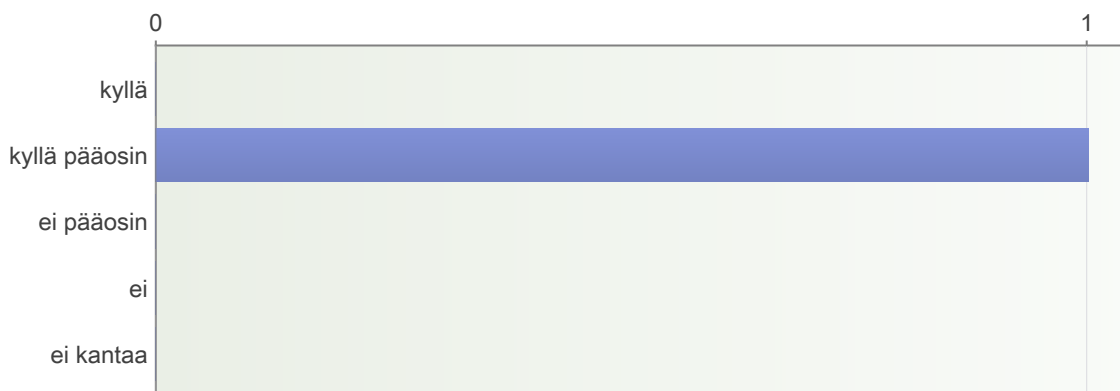 0 1
kyllä
kyllä pääosin
ei pääosin
ei
ei kantaa